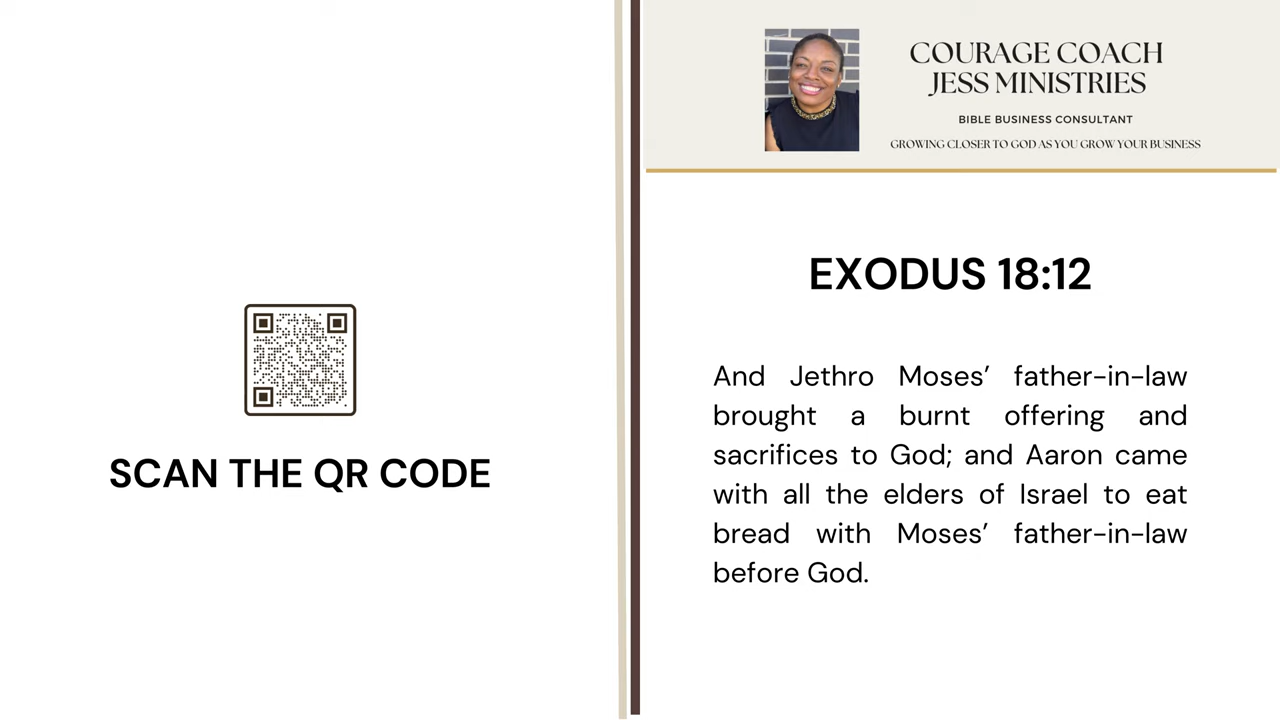 SCAN THE QR CODE
COURAGE COACH
JESS MINISTRIES
BIBLE BUSINESS CONSULTANT
GROWING CLOSER TO GOD AS YOU GROW YOUR BUSINESS
EXODUS 18:12
And Jethro Moses’ father-in-law
brought a burnt offering and
sacrifices to God; and Aaron came
with all the elders of Israel to eat
bread with Moses’ father-in-law
before God.